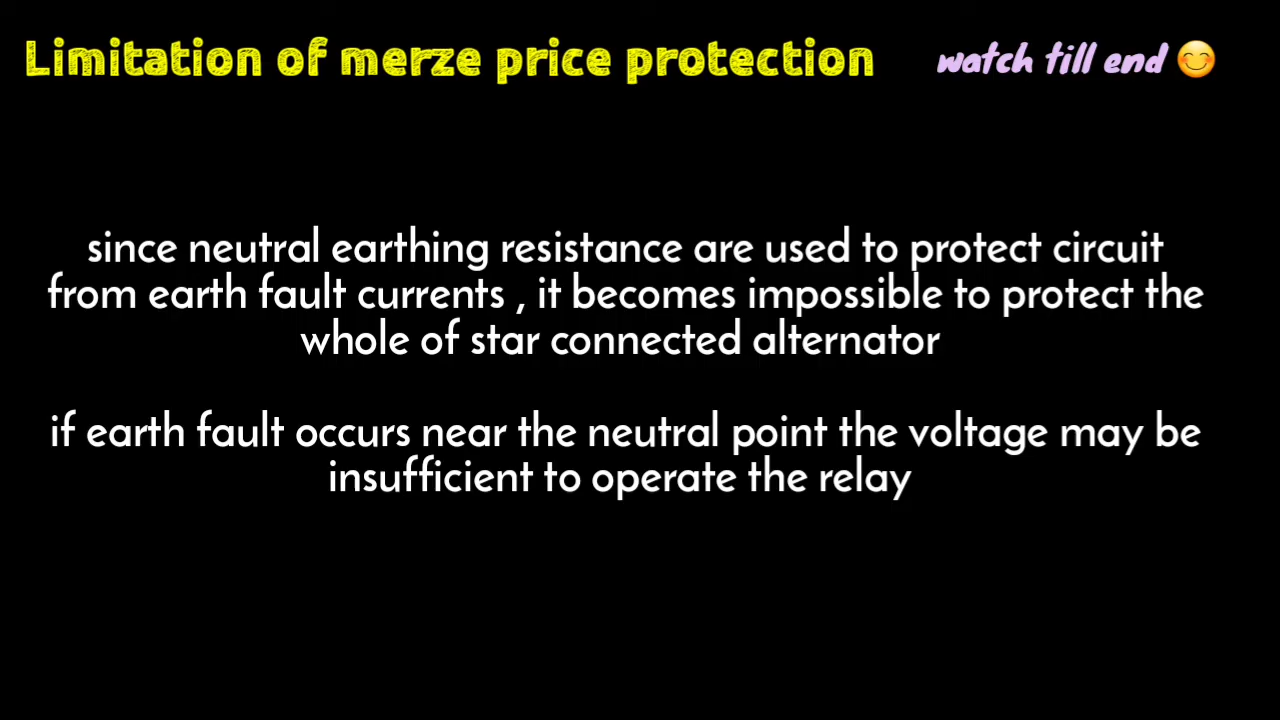 Limitation of merze price protection
watch till end 😊
since neutral earthing resistance are used to protect circuit
from earth fault currents , it becomes impossible to protect the
whole of star connected alternator
if earth fault occurs near the neutral point the voltage may be
insufficient to operate the relay